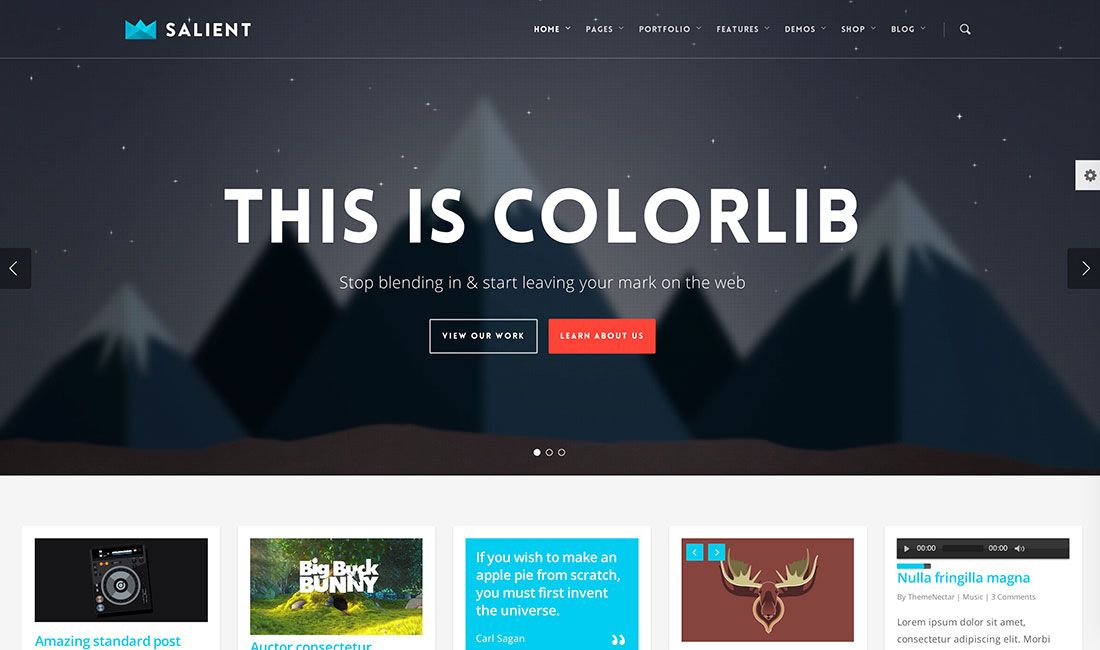 SALIENT
HOME PAGES PORTFOLIO FEATURES DEMOS SHOP BLOG
THIS IS COLORLIB
Stop blending in & start leaving your mark on the web
VIEW OUR WORK
LEARN ABOUT US
Amazing standard post
Big Buck
BUNNY
Auctor consectetur
If you wish to make an
apple pie from scratch,
you must first invent
the universe.
Carl Sagan
00:00 00:00
Nulla fringilla magna
By ThemeNectar | Music | 3 Comments
Lorem ipsum dolor sit amet,
consectetur adipiscing elit. Morbi